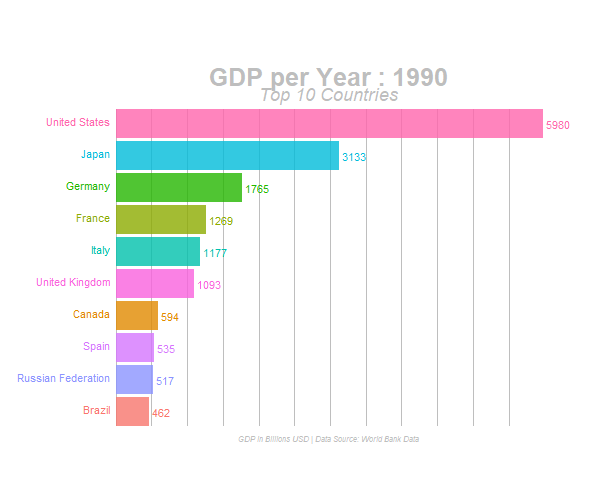 GDP per Year : 1990
Top 10 Countries
United States 5980
Japan 3133
Germany 1765
France 1269
Italy 1177
United Kingdom 1093
Canada 594
Spain 535
Russian Federation 517
Brazil 462
GDP in Billions USD | Data Source: World Bank Data